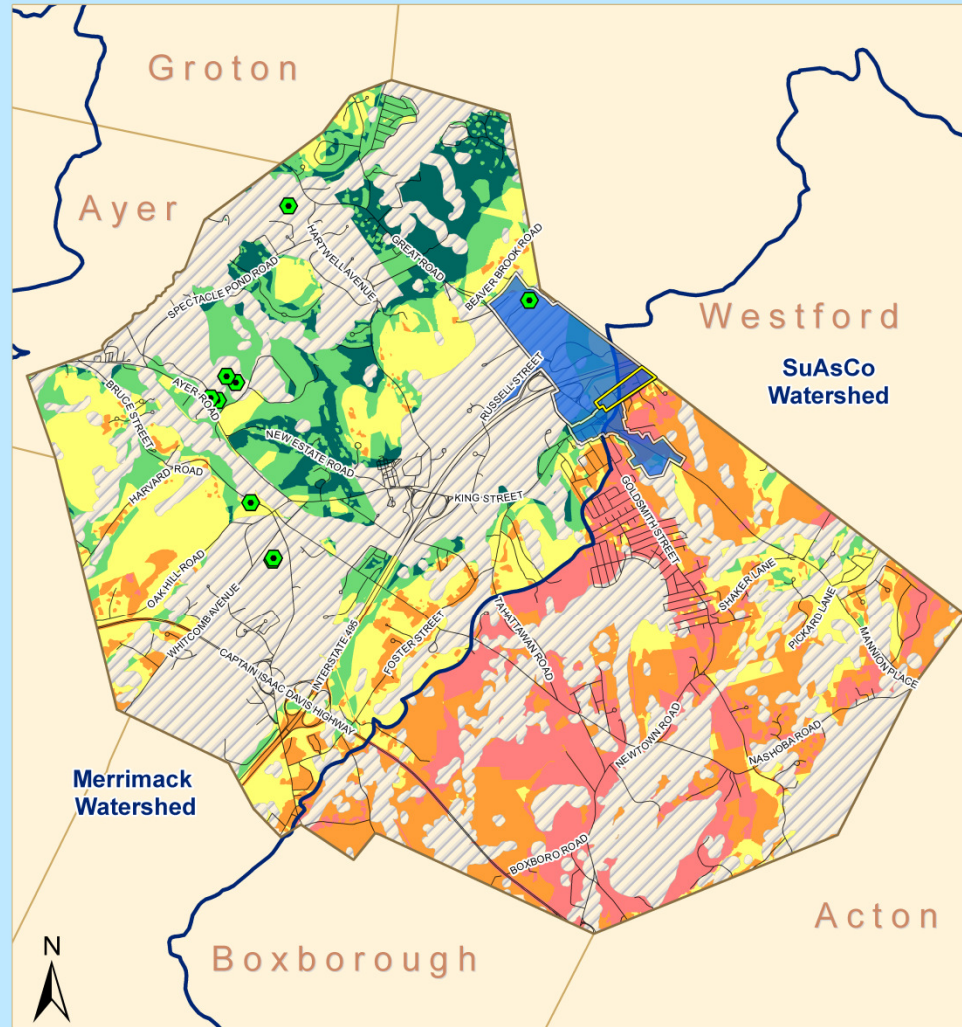 Groton
Ayer
Westford
SuAsCo
Watershed
GREAT ROAD
HARTWELL AVENUE
BEAVER BROOK ROAD
SPECTACLE POND ROAD
RUSSELL STREET
AYER ROAD
BRUCE STREET
NEW ESTATE ROAD
HARVARD ROAD
KING STREET
GOLDSMITH STREET
OAK HILL ROAD
WHITCOMB AVENUE
SHAKER LANE
PICKARD LANE
MANNION PLACE
INTERSTATE 495
FOSTER STREET
TAHATTAWAN ROAD
CAPTAIN ISAAC DAVIS HIGHWAY
NEWTOWN ROAD
NASHOBA ROAD
Merrimack
Watershed
BOXBORO ROAD
Acton
Boxborough
N